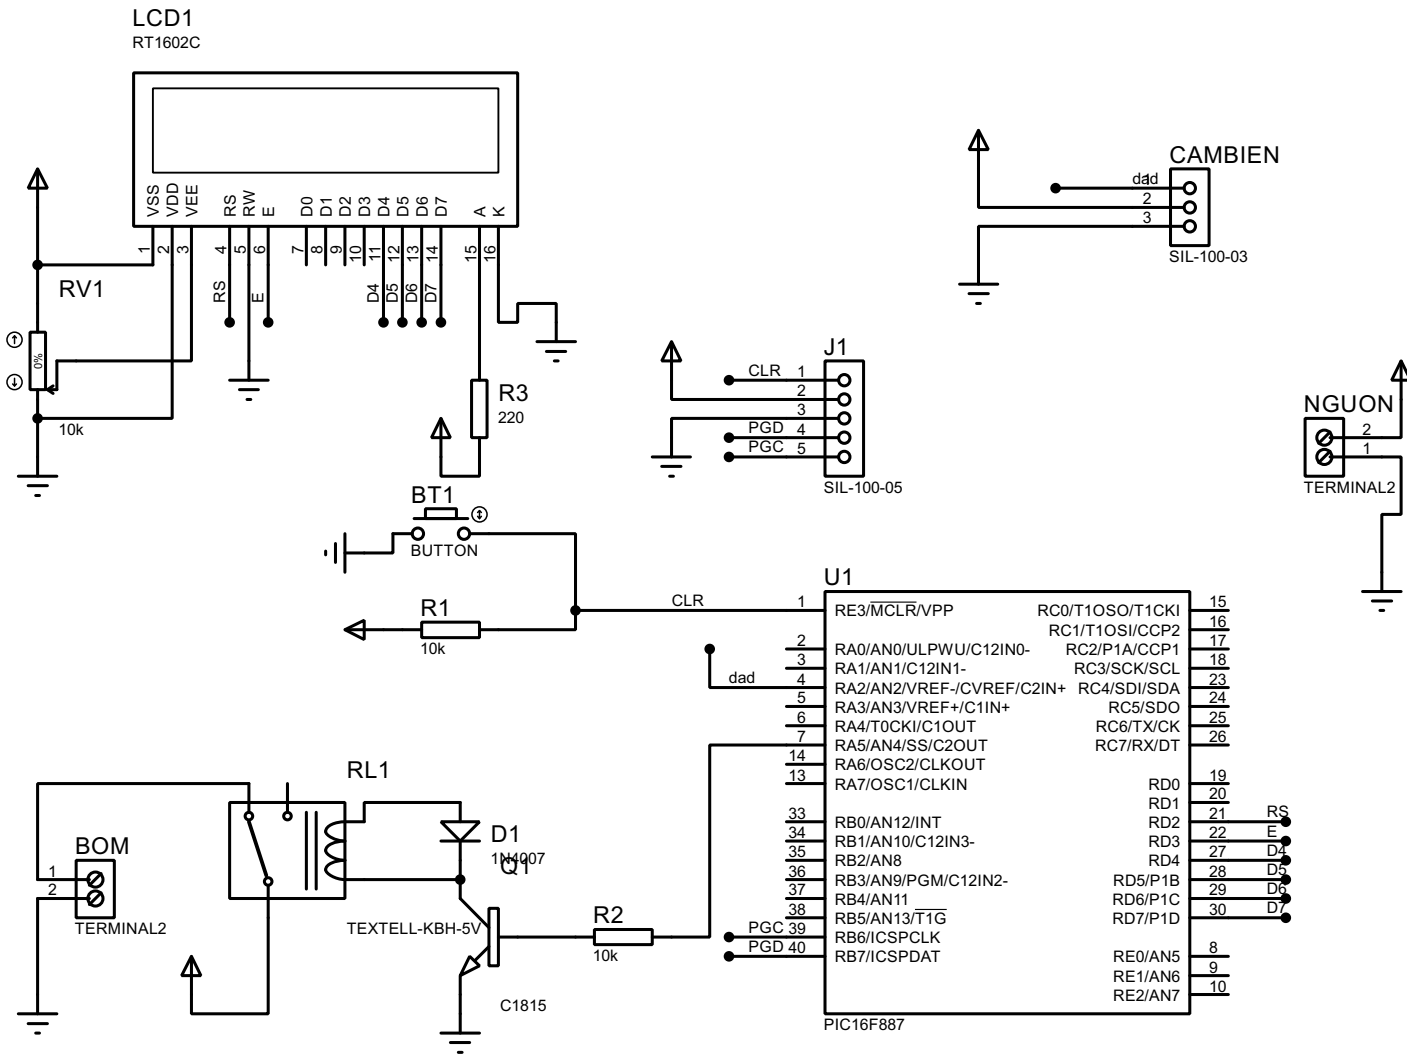 LCD1
RT1602C
VSS
VDD
VEE
RS
RW
E
D0
D1
D2
D3
D4
D5
D6
D7
A
K
1
2
3
4
5
6
7
8
9
10
11
12
13
14
15
16
RS
E
D4
D5
D6
D7
RV1
0%
10k
R3
220
CAMBIEN
dad
1
2
3
SIL-100-03
J1
CLR 1
2
3
PGD 4
PGC 5
SIL-100-05
NGUON
2
1
TERMINAL2
BT1
BUTTON
R1
10k
CLR
dad
U1
1 RE3/MCLR/VPP
2 RA0/AN0/ULPWU/C12IN0-
3 RA1/AN1/C12IN1-
4 RA2/AN2/VREF-/CVREF/C2IN+
5 RA3/AN3/VREF+/C1IN+
6 RA4/T0CKI/C1OUT
7 RA5/AN4/SS/C2OUT
14 RA6/OSC2/CLKOUT
13 RA7/OSC1/CLKIN
33 RB0/AN12/INT
34 RB1/AN10/C12IN3-
35 RB2/AN8
36 RB3/AN9/PGM/C12IN2-
37 RB4/AN11
38 RB5/AN13/T1G
PGC 39 RB6/ICSPCLK
PGD 40 RB7/ICSPDAT
RC0/T1OSO/T1CKI 15
RC1/T1OSI/CCP2 16
RC2/P1A/CCP1 17
RC3/SCK/SCL 18
RC4/SDI/SDA 23
RC5/SDO 24
RC6/TX/CK 25
RC7/RX/DT 26
RD0 19
RD1 20
RD2 21 RS
RD3 22 E
RD4 27 D4
RD5/P1B 28 D5
RD6/P1C 29 D6
RD7/P1D 30 D7
RE0/AN5 8
RE1/AN6 9
RE2/AN7 10
PIC16F887
RL1
TEXTELL-KBH-5V
D1
1N4007
Q1
C1815
R2
10k
BOM
1
2
TERMINAL2